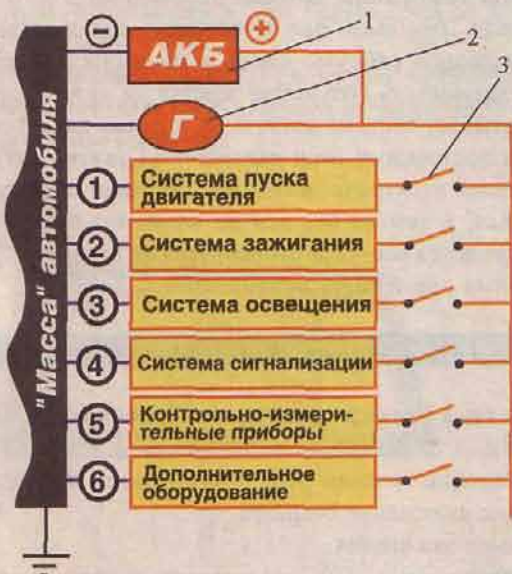 − АКБ + 1
2
Г
3
"Масса" автомобиля
1 Система пуска
двигателя
2 Система зажигания
3 Система освещения
4 Система сигнализации
5 Контрольно-измери-
тельные приборы
6 Дополнительное
оборудование